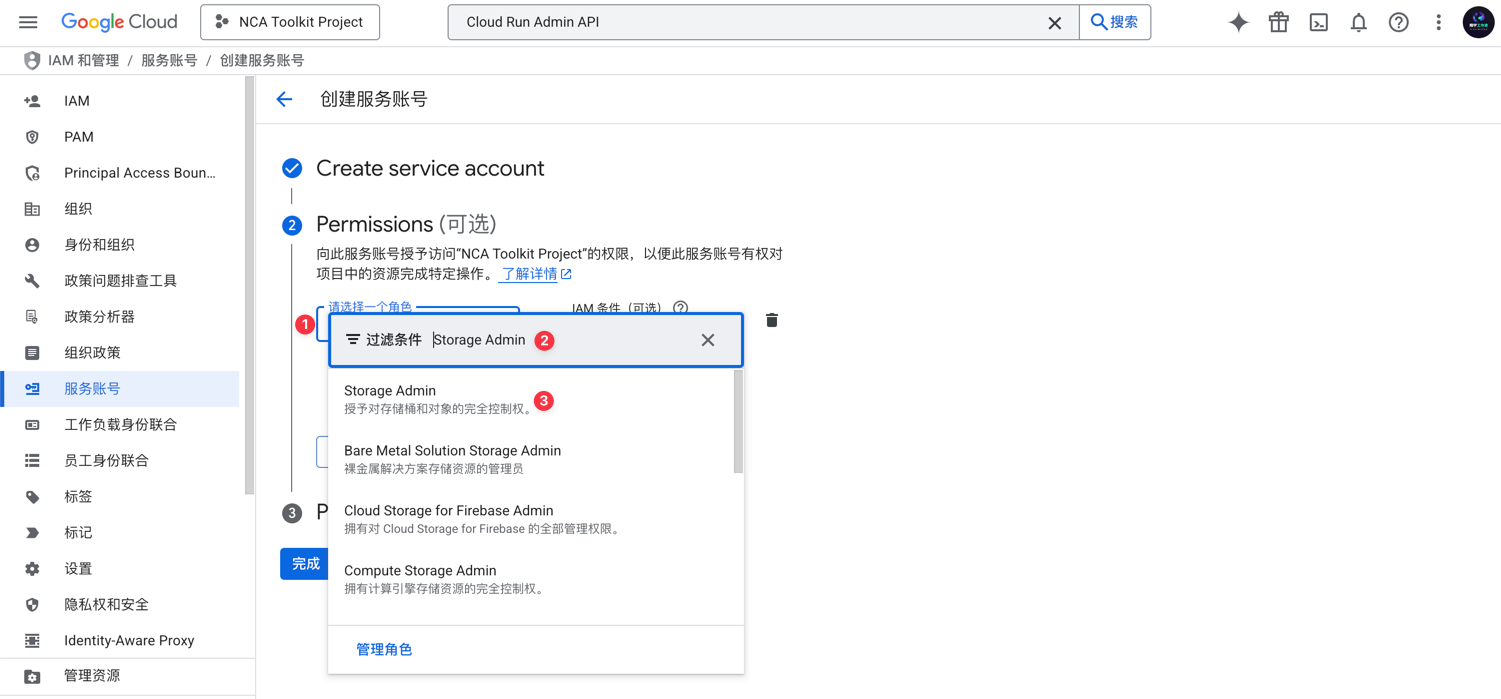 Google Cloud
NCA Toolkit Project
Cloud Run Admin API
搜索
IAM 和管理 / 服务账号 / 创建服务账号
IAM
PAM
Principal Access Boun...
组织
身份和组织
政策问题排查工具
政策分析器
组织政策
服务账号
工作负载身份联合
员工身份联合
标签
标记
设置
隐私权和安全
Identity-Aware Proxy
管理资源
创建服务账号
Create service account
2 Permissions (可选)
向此服务账号授予访问“NCA Toolkit Project”的权限，以便此服务账号有权对
项目中的资源完成特定操作。 了解详情
请选择一个角色
IAM 条件（可选）
1
过滤条件 Storage Admin 2
Storage Admin
授予对存储桶和对象的完全控制权。 3
Bare Metal Solution Storage Admin
裸金属解决方案存储资源的管理员
Cloud Storage for Firebase Admin
拥有对 Cloud Storage for Firebase 的全部管理权限。
Compute Storage Admin
拥有计算引擎存储资源的完全控制权。
管理角色
3 P
完成